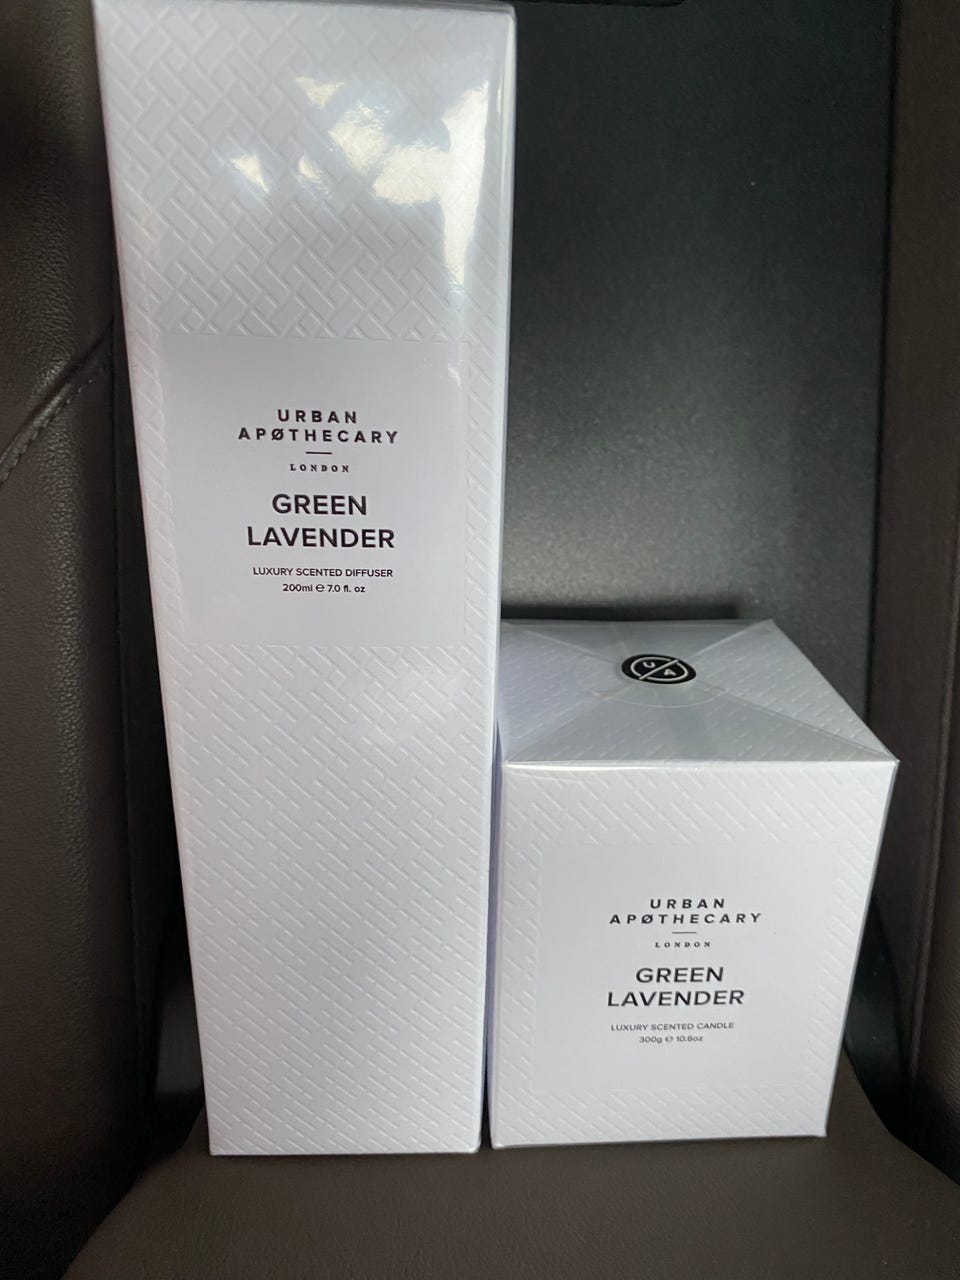 URBAN
APØTHECARY
LONDON
GREEN
LAVENDER
LUXURY SCENTED DIFFUSER
200ml ℮ 7.0 fl. oz
U A
URBAN
APØTHECARY
LONDON
GREEN
LAVENDER
LUXURY SCENTED CANDLE
300g ℮ 10.6oz